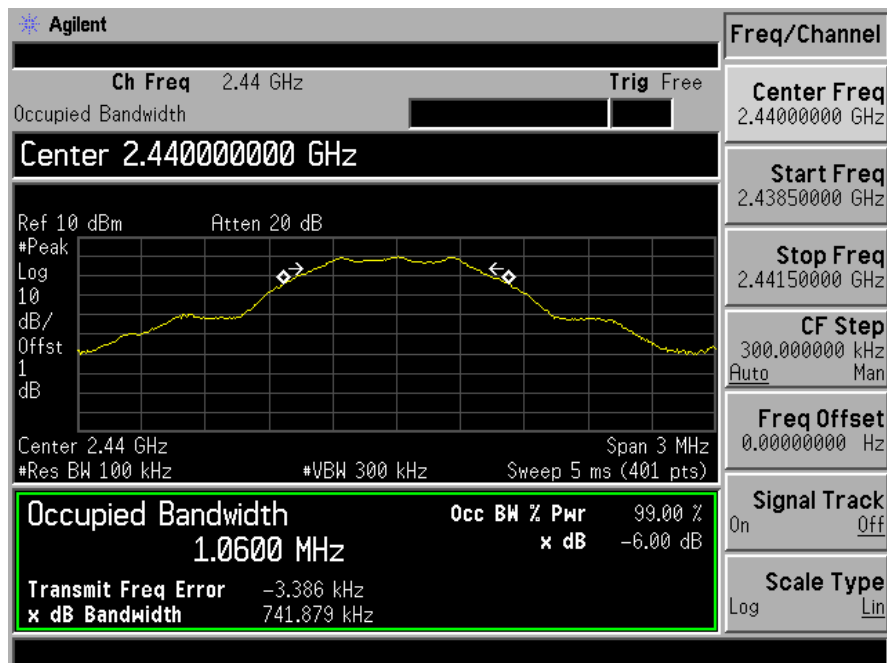 Agilent
Freq/Channel
Ch Freq 2.44 GHz Trig Free
Occupied Bandwidth
Center 2.440000000 GHz
Center Freq
2.44000000 GHz
Start Freq
2.43850000 GHz
Stop Freq
2.44150000 GHz
CF Step
300.000000 kHz
Auto Man
Freq Offset
0.00000000 Hz
Signal Track
On Off
Scale Type
Log Lin
Ref 10 dBm Atten 20 dB
#Peak
Log
10
dB/
Offst
1
dB
Center 2.44 GHz Span 3 MHz
#Res BW 100 kHz #VBW 300 kHz Sweep 5 ms (401 pts)
Occupied Bandwidth Occ BW % Pwr 99.00 %
1.0600 MHz x dB -6.00 dB
Transmit Freq Error -3.386 kHz
x dB Bandwidth 741.879 kHz